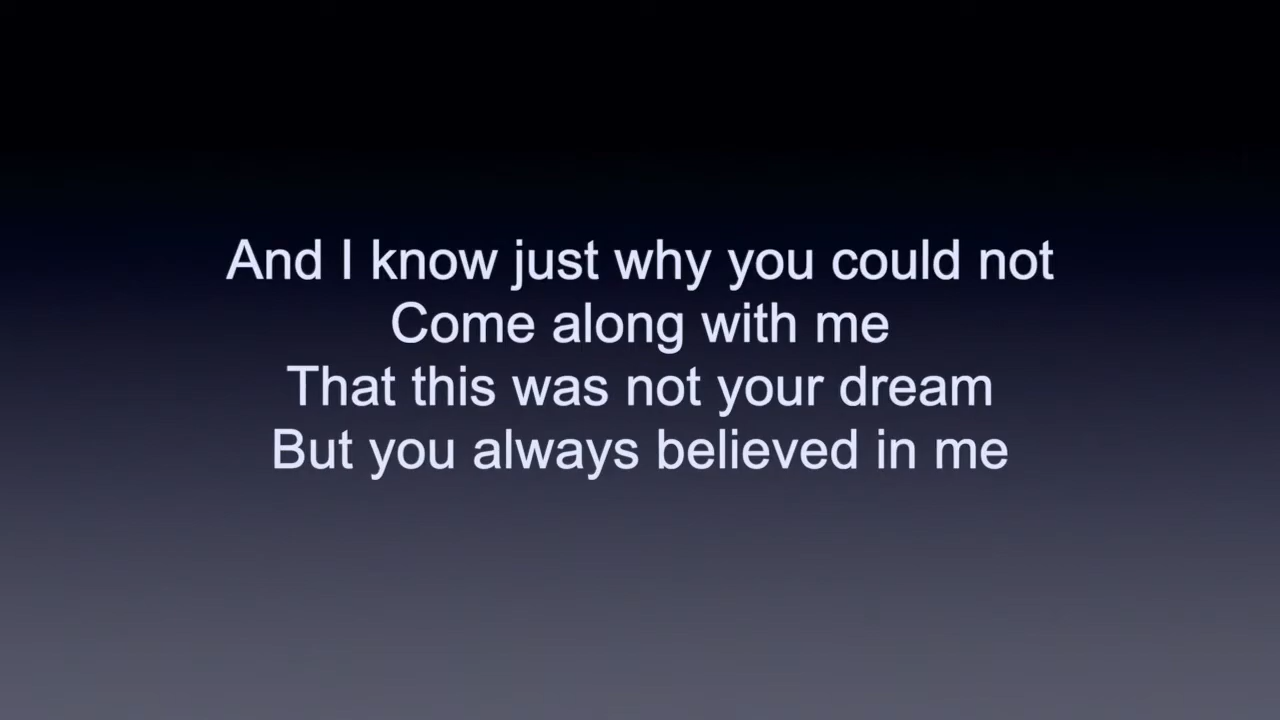 And I know just why you could not
Come along with me
That this was not your dream
But you always believed in me